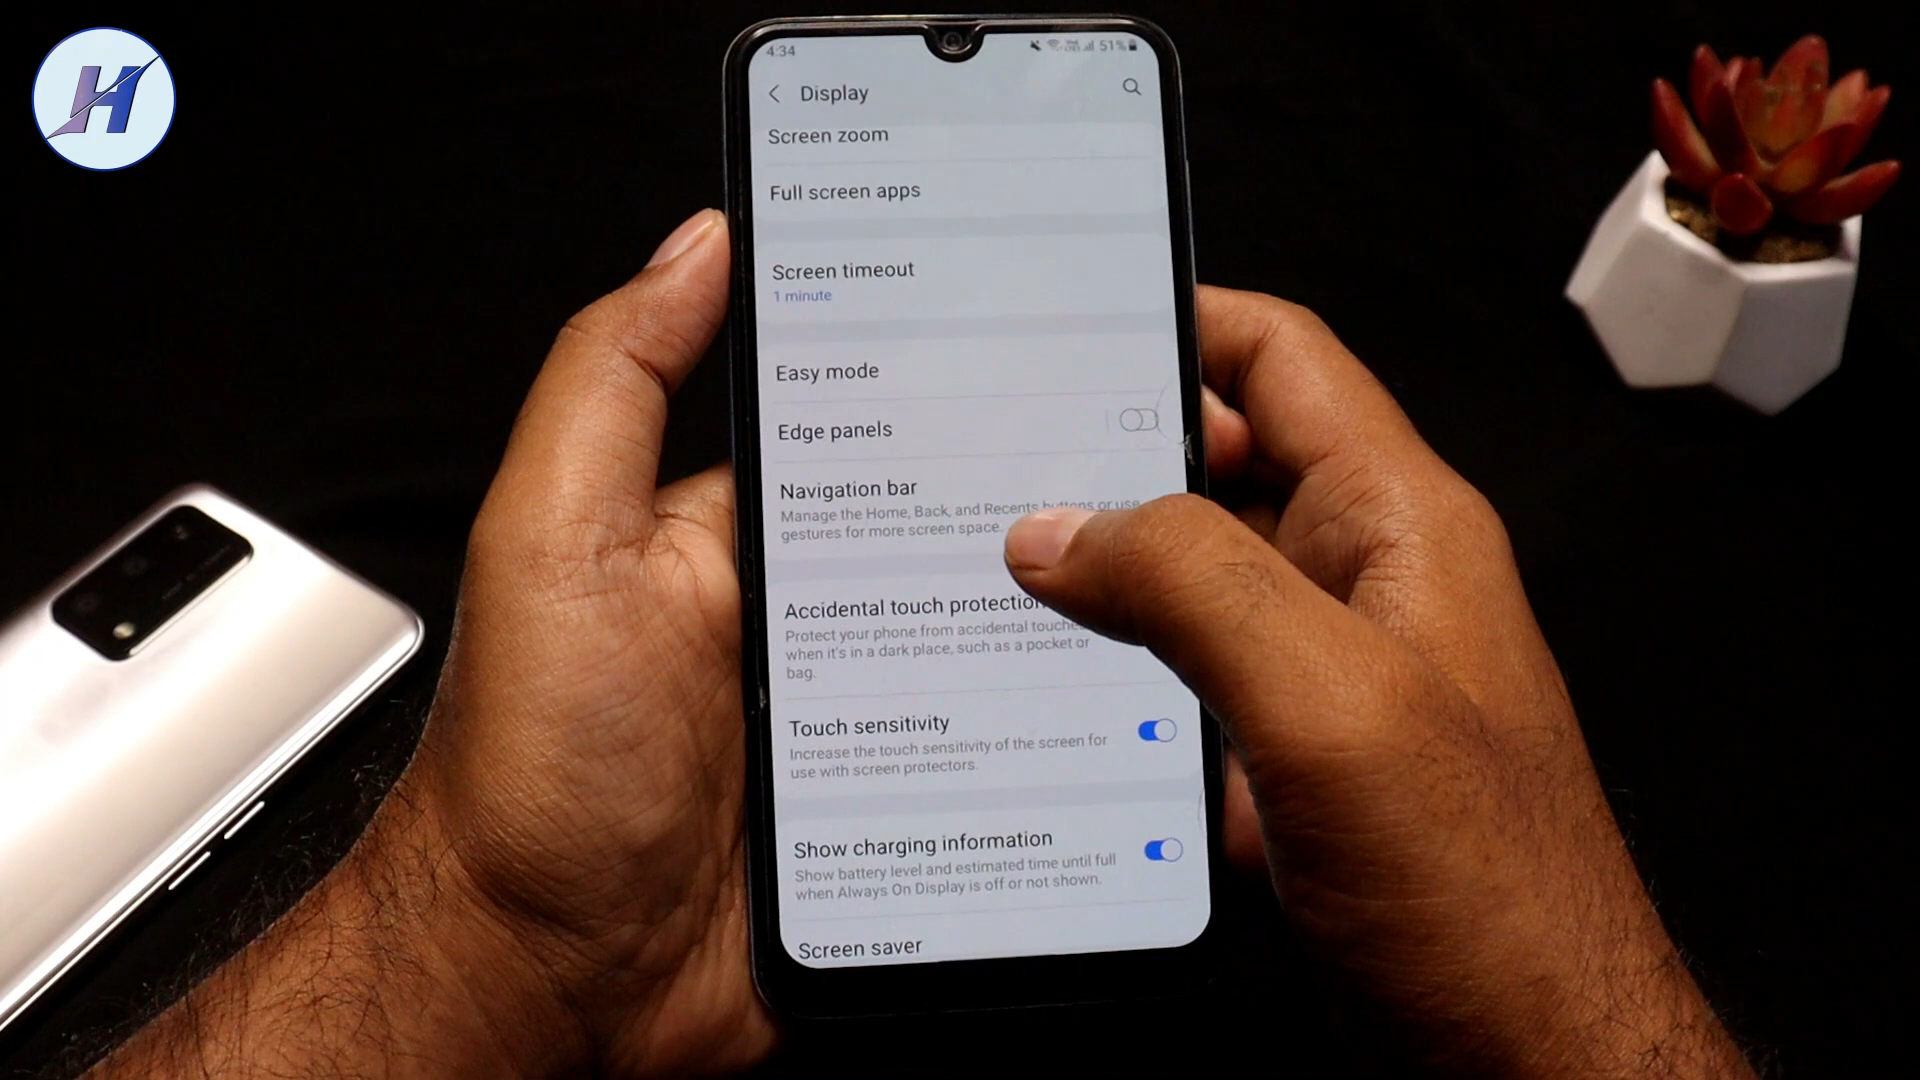 H
4:34
51%
Display
Screen zoom
Full screen apps
Screen timeout
1 minute
Easy mode
Edge panels
Navigation bar
Manage the Home, Back, and Recents buttons or use
gestures for more screen space.
Accidental touch protection
Protect your phone from accidental touches
when it's in a dark place, such as a pocket or
bag.
Touch sensitivity
Increase the touch sensitivity of the screen for
use with screen protectors.
Show charging information
Show battery level and estimated time until full
when Always On Display is off or not shown.
Screen saver